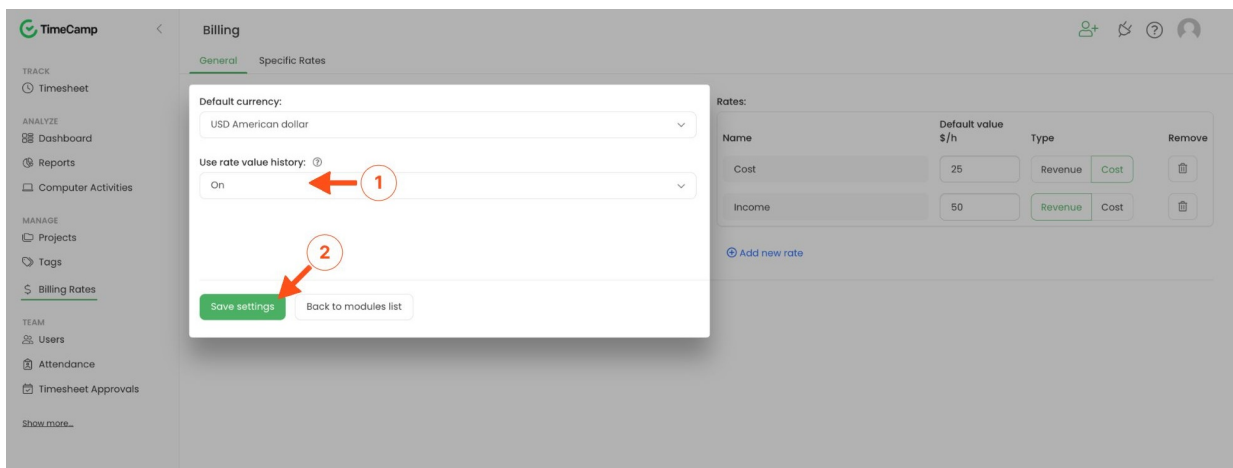 TimeCamp
Billing
General Specific Rates
TRACK
Timesheet
ANALYZE
Dashboard
Reports
Computer Activities
MANAGE
Projects
Tags
$ Billing Rates
TEAM
Users
Attendance
Timesheet Approvals
Show more...
Default currency:
USD American dollar
Use rate value history: ?
On
1
2
Save settings Back to modules list
Rates:
Name Default value $/h Type Remove
Cost 25 Revenue Cost
Income 50 Revenue Cost
Add new rate